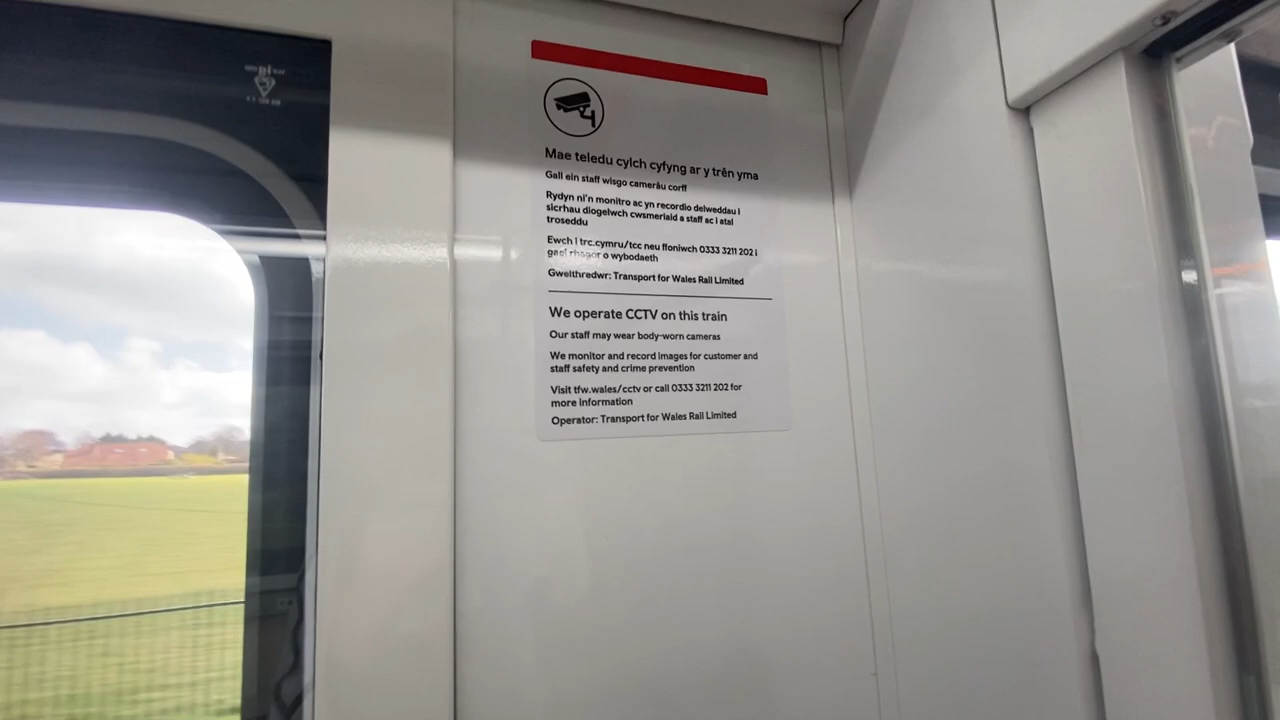 Mae teledu cylch cyfyng ar y trên yma
Gall ein staff wisgo camerâu corff
Rydyn ni'n monitro ac yn recordio delweddau i
sicrhau diogelwch cwsmeriaid a staff ac i atal
troseddu
Ewch i trc.cymru/tcc neu ffoniwch 0333 3211 202 i
gael rhagor o wybodaeth
Gweithredwr: Transport for Wales Rail Limited
We operate CCTV on this train
Our staff may wear body-worn cameras
We monitor and record images for customer and
staff safety and crime prevention
Visit tfw.wales/cctv or call 0333 3211 202 for
more information
Operator: Transport for Wales Rail Limited